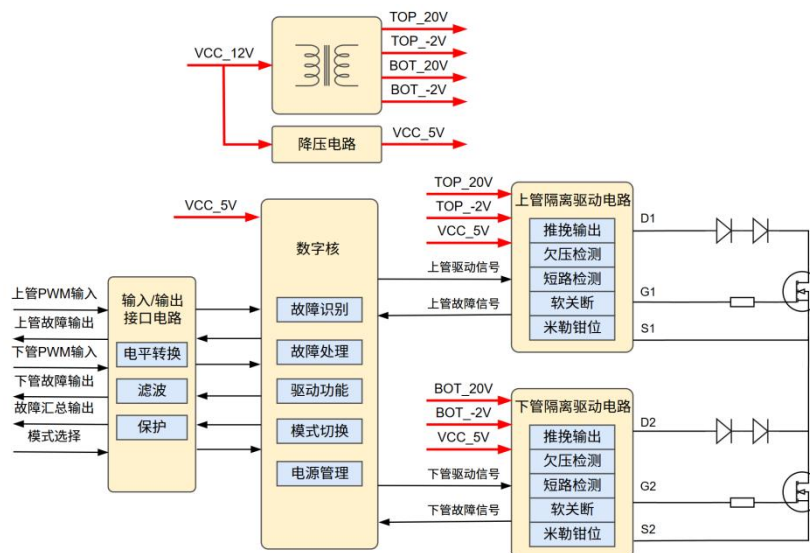 TOP_20V
TOP_-2V
VCC_12V
BOT_20V
BOT_-2V
降压电路
VCC_5V
VCC_5V
数字核
故障识别
故障处理
驱动功能
模式切换
电源管理
上管PWM输入
上管故障输出
下管PWM输入
下管故障输出
故障汇总输出
模式选择
输入/输出
接口电路
电平转换
滤波
保护
上管驱动信号
上管故障信号
TOP_20V
TOP_-2V
VCC_5V
上管隔离驱动电路
推挽输出
欠压检测
短路检测
软关断
米勒钳位
D1
G1
S1
BOT_20V
BOT_-2V
VCC_5V
下管驱动信号
下管故障信号
下管隔离驱动电路
推挽输出
欠压检测
短路检测
软关断
米勒钳位
D2
G2
S2